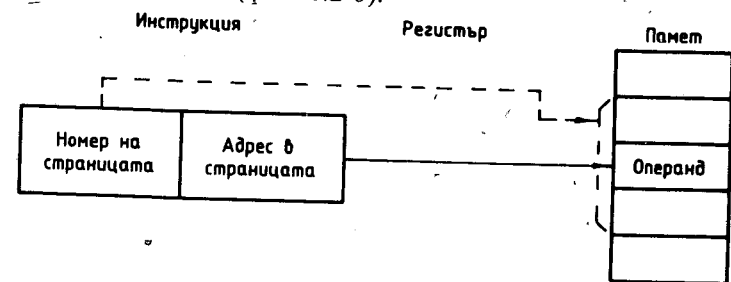 Инструкция
Регистър
Памет
Номер на
страницата
Адрес в
страницата
Операнд